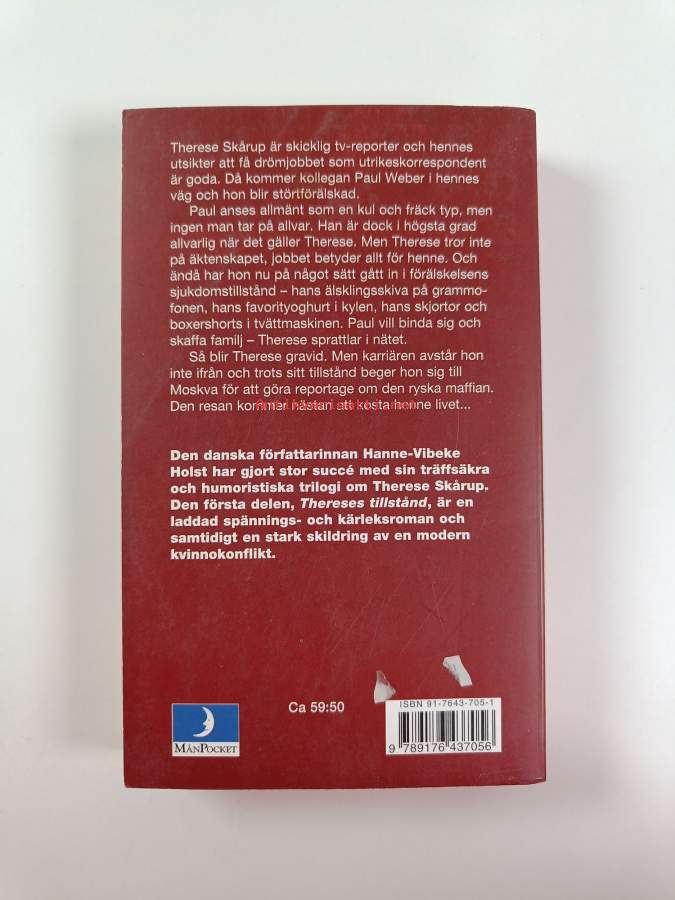 Therese Skårup är skicklig tv-reporter och hennes
utsikter att få drömjobbet som utrikeskorrespondent
är goda. Då kommer kollegan Paul Weber i hennes
väg och hon blir störtförälskad.
Paul anses allmänt som en kul och fräck typ, men
ingen man tar på allvar. Han är dock i högsta grad
allvarlig när det gäller Therese. Men Therese tror inte
på äktenskapet, jobbet betyder allt för henne. Och
ändå har hon nu på något sätt gått in i förälskelsens
sjukdomstillstånd – hans älsklingsskiva på grammo-
fonen, hans favorityoghurt i kylen, hans skjortor och
boxershorts i tvättmaskinen. Paul vill binda sig och
skaffa familj – Therese sprattlar i nätet.
Så blir Therese gravid. Men karriären avstår hon
inte ifrån och trots sitt tillstånd beger hon sig till
Moskva för att göra reportage om den ryska maffian.
Den resan kommer nästan att kosta henne livet...
Den danska författarinnan Hanne-Vibeke
Holst har gjort stor succé med sin träffsäkra
och humoristiska trilogi om Therese Skårup.
Den första delen, Thereses tillstånd, är en
laddad spännings- och kärleksroman och
samtidigt en stark skildring av en modern
kvinnokonflikt.
MÅNPOCKET
Ca 59:50
ISBN 91-7643-705-1
9 789176 437056